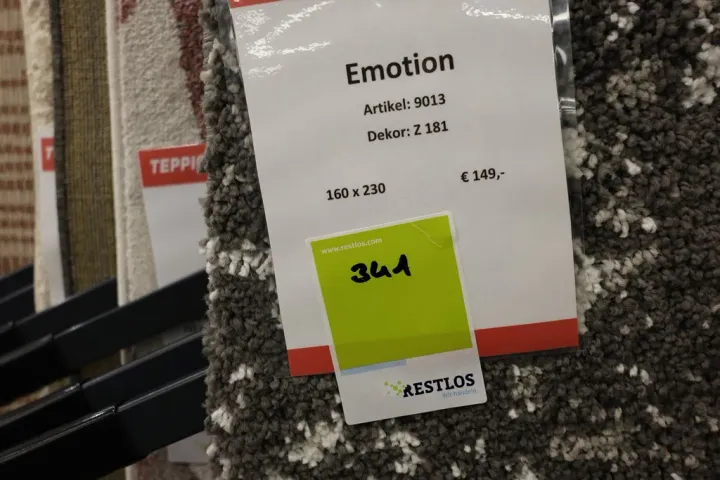 Emotion
Artikel: 9013
Dekor: Z 181
160 x 230
€ 149,-
www.restlos.com
341
RESTLOS
TEPPI